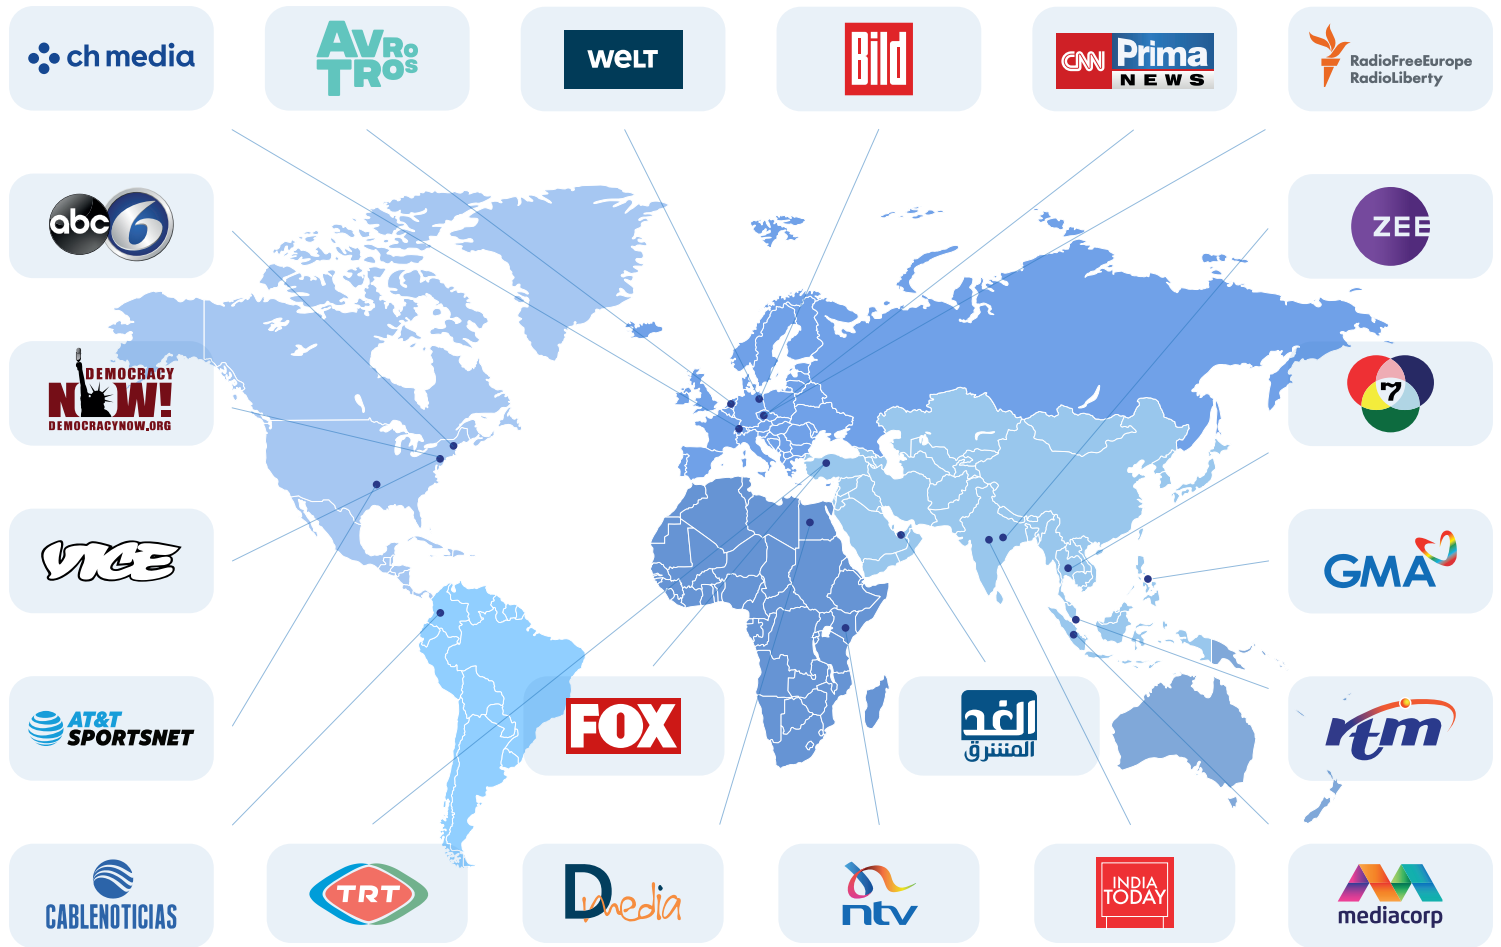 ch media
AVRO
TROS
WELT
Bild
CNN Prima
NEWS
RadioFreeEurope
RadioLiberty
abc 6
ZEE
DEMOCRACY
NOW!
DEMOCRACYNOW.ORG
7
VICE
GMA
AT&T
SPORTSNET
FOX
الغد
المشرق
rtm
CABLENOTICIAS
TRT
D media
ntv
INDIA
TODAY
mediacorp